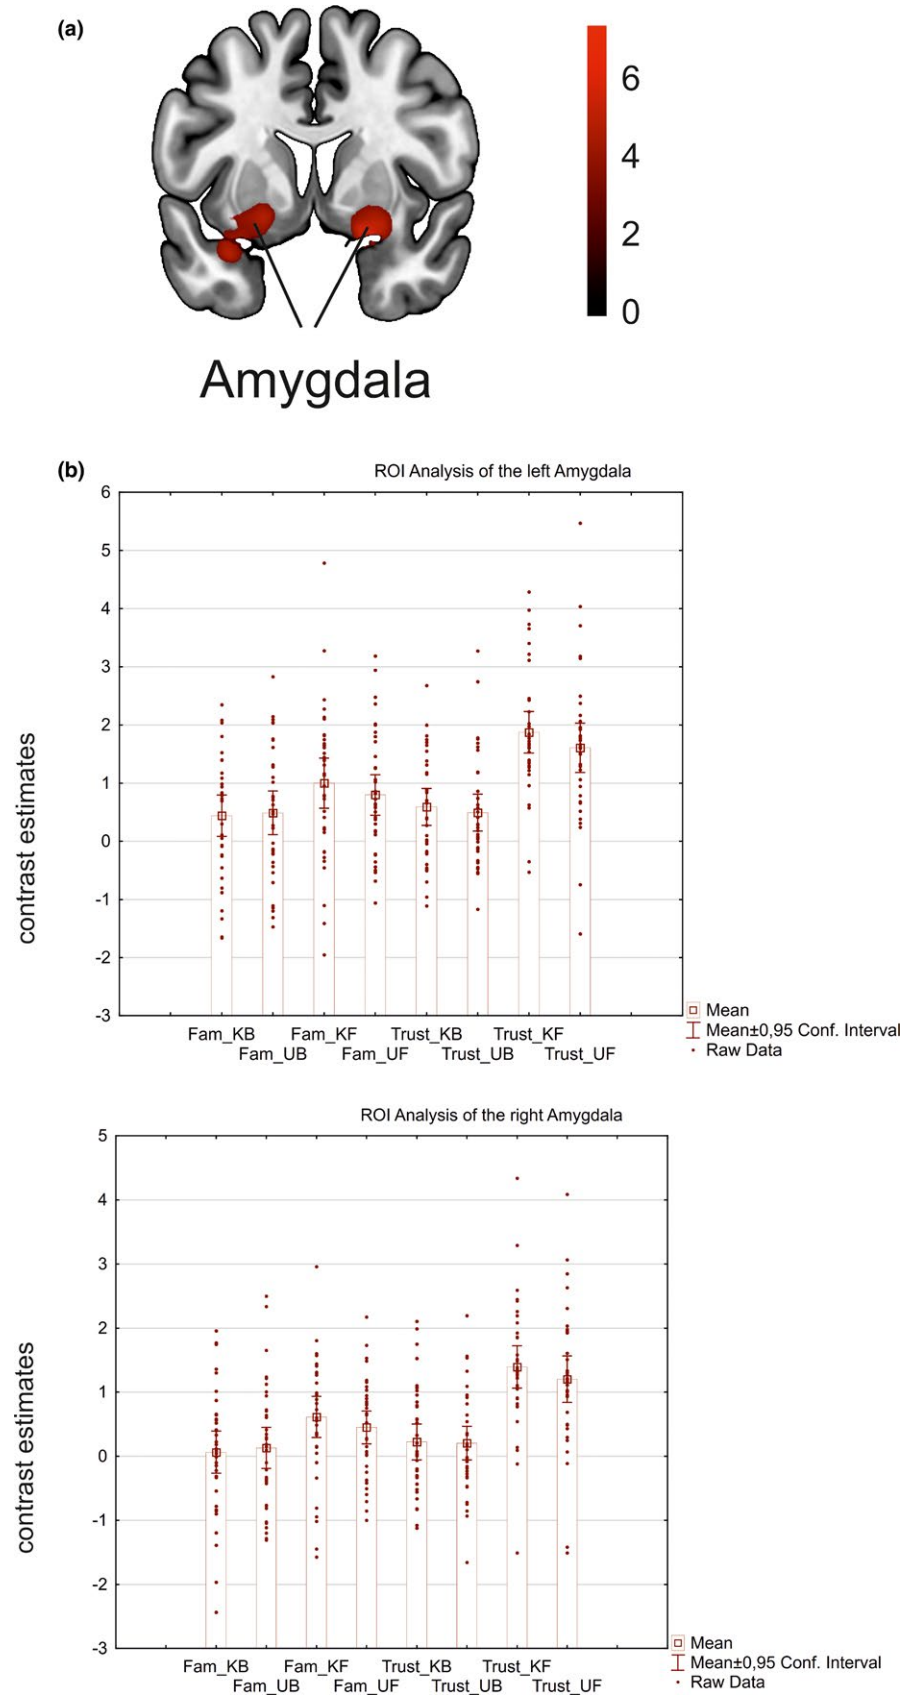 (a)
6
4
2
0
Amygdala
(b)
ROI Analysis of the left Amygdala
6
5
4
3
2
1
0
-1
-2
-3
contrast estimates
Fam_KB Fam_KF Trust_KB Trust_KF
Fam_UB Fam_UF Trust_UB Trust_UF
Mean
Mean±0,95 Conf. Interval
Raw Data
ROI Analysis of the right Amygdala
5
4
3
2
1
0
-1
-2
-3
contrast estimates
Fam_KB Fam_KF Trust_KB Trust_KF
Fam_UB Fam_UF Trust_UB Trust_UF
Mean
Mean±0,95 Conf. Interval
Raw Data